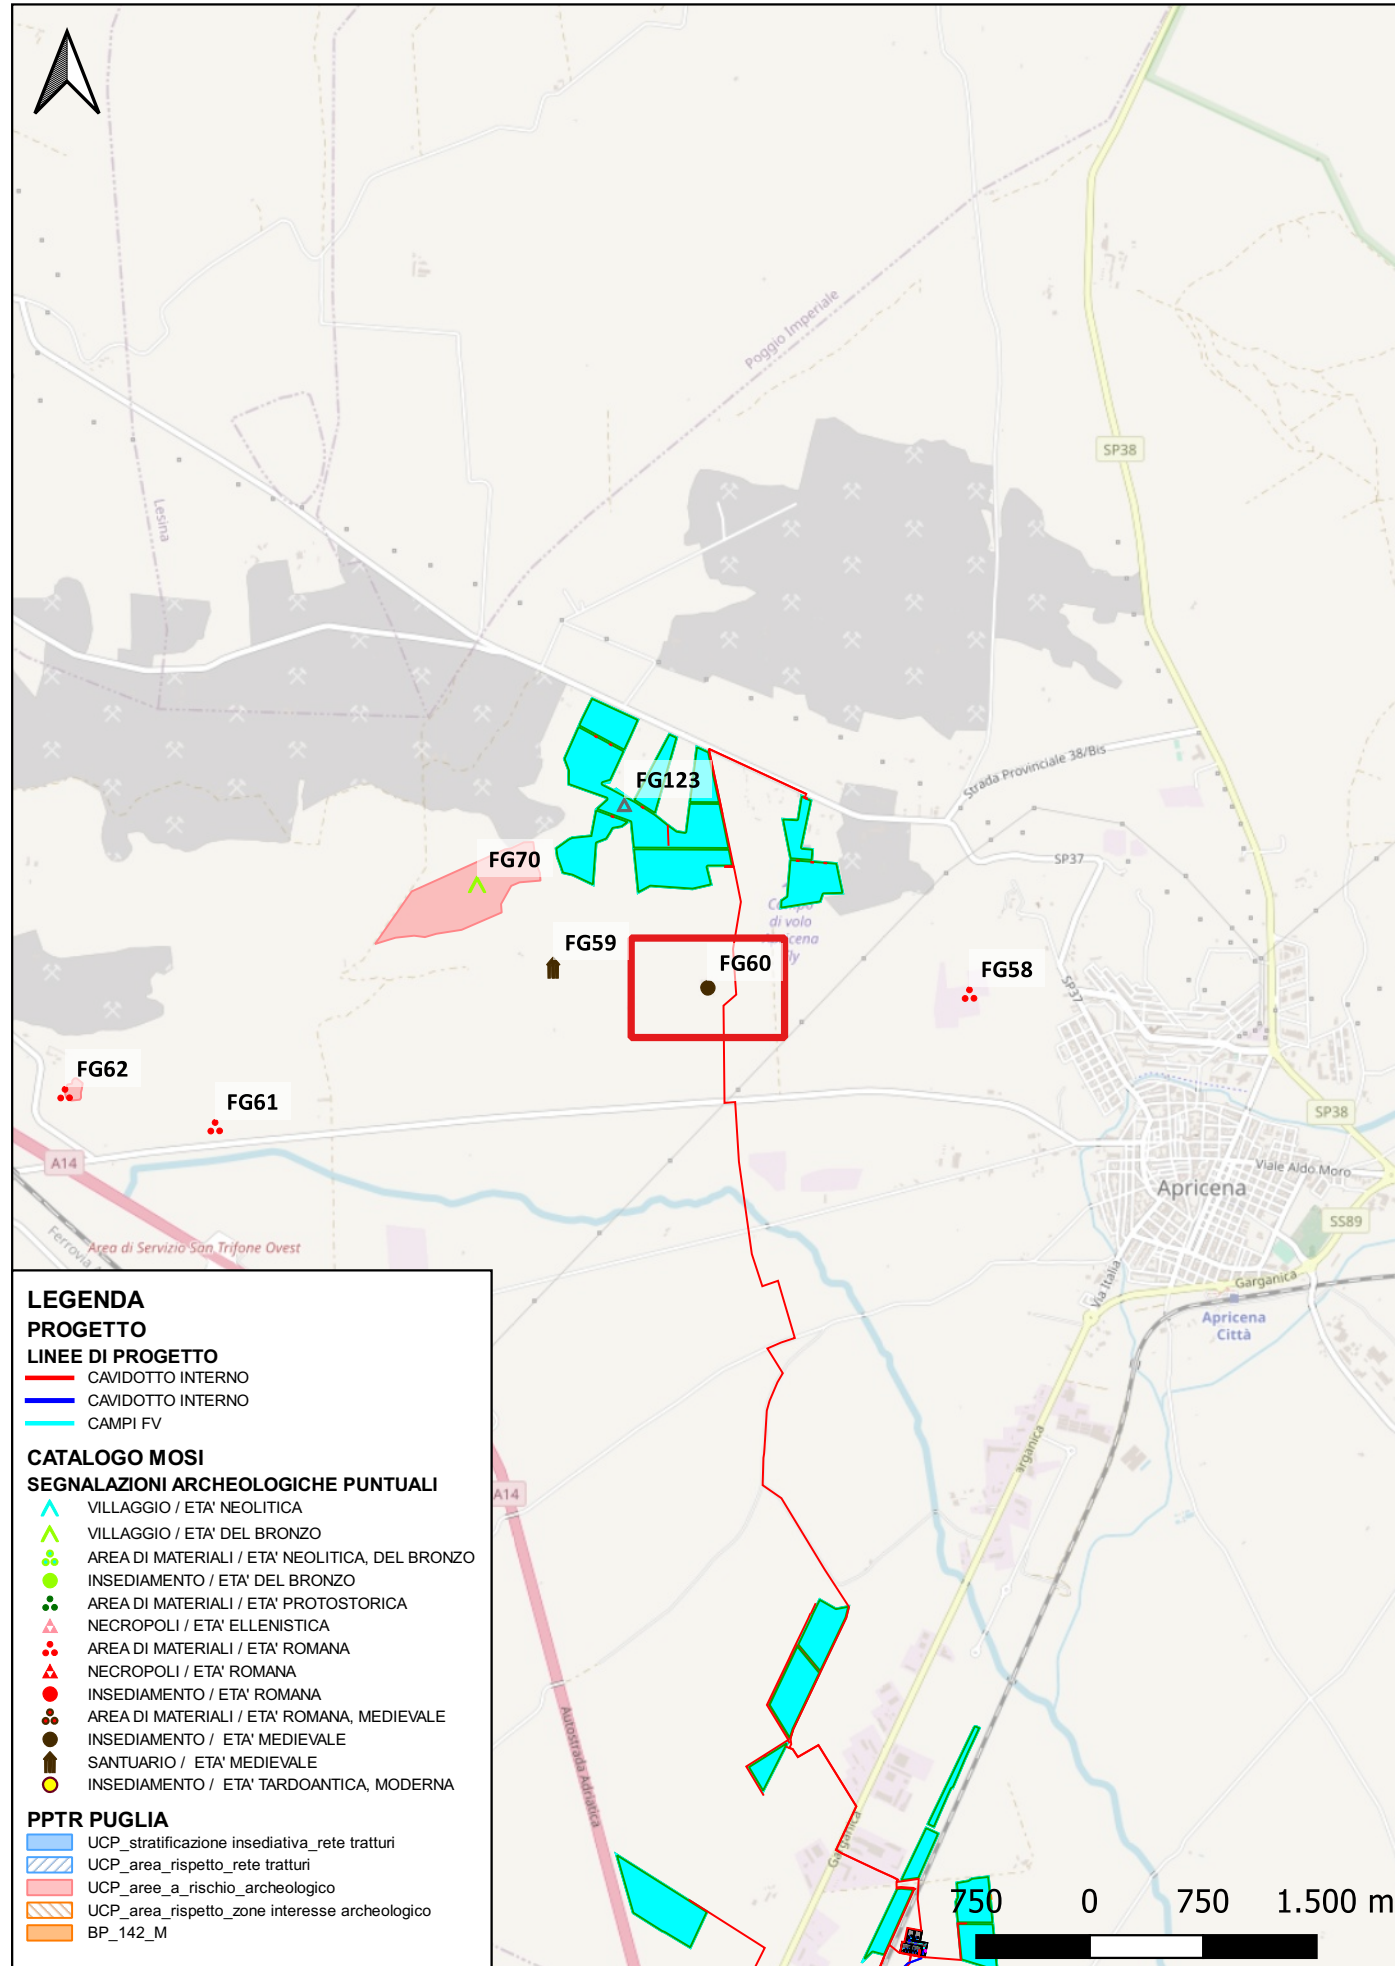 Poggio Imperiale
SP38
Lesina
Strada Provinciale 38/Bis
FG123
SP37
FG70
di volo
FG59
FG60
FG58
SP37
FG62
FG61
SP38
A14
Viale Aldo Moro
Apricena
SS89
Area di Servizio San Trifone Ovest
Ferrovia
Garganica
Via Italia
Apricena
Città
LEGENDA
PROGETTO
LINEE DI PROGETTO
CAVIDOTTO INTERNO
CAVIDOTTO INTERNO
CAMPI FV
CATALOGO MOSI
SEGNALAZIONI ARCHEOLOGICHE PUNTUALI
VILLAGGIO / ETA' NEOLITICA
VILLAGGIO / ETA' DEL BRONZO
AREA DI MATERIALI / ETA' NEOLITICA, DEL BRONZO
INSEDIAMENTO / ETA' DEL BRONZO
AREA DI MATERIALI / ETA' PROTOSTORICA
NECROPOLI / ETA' ELLENISTICA
AREA DI MATERIALI / ETA' ROMANA
NECROPOLI / ETA' ROMANA
INSEDIAMENTO / ETA' ROMANA
AREA DI MATERIALI / ETA' ROMANA, MEDIEVALE
INSEDIAMENTO /  ETA' MEDIEVALE
SANTUARIO /  ETA' MEDIEVALE
INSEDIAMENTO /  ETA' TARDOANTICA, MODERNA
PPTR PUGLIA
UCP_stratificazione insediativa_rete tratturi
UCP_area_rispetto_rete tratturi
UCP_aree_a_rischio_archeologico
UCP_area_rispetto_zone interesse archeologico
BP_142_M
A14
arganica
Autostrada Adriatica
Garganica
750 0 750 1.500 m